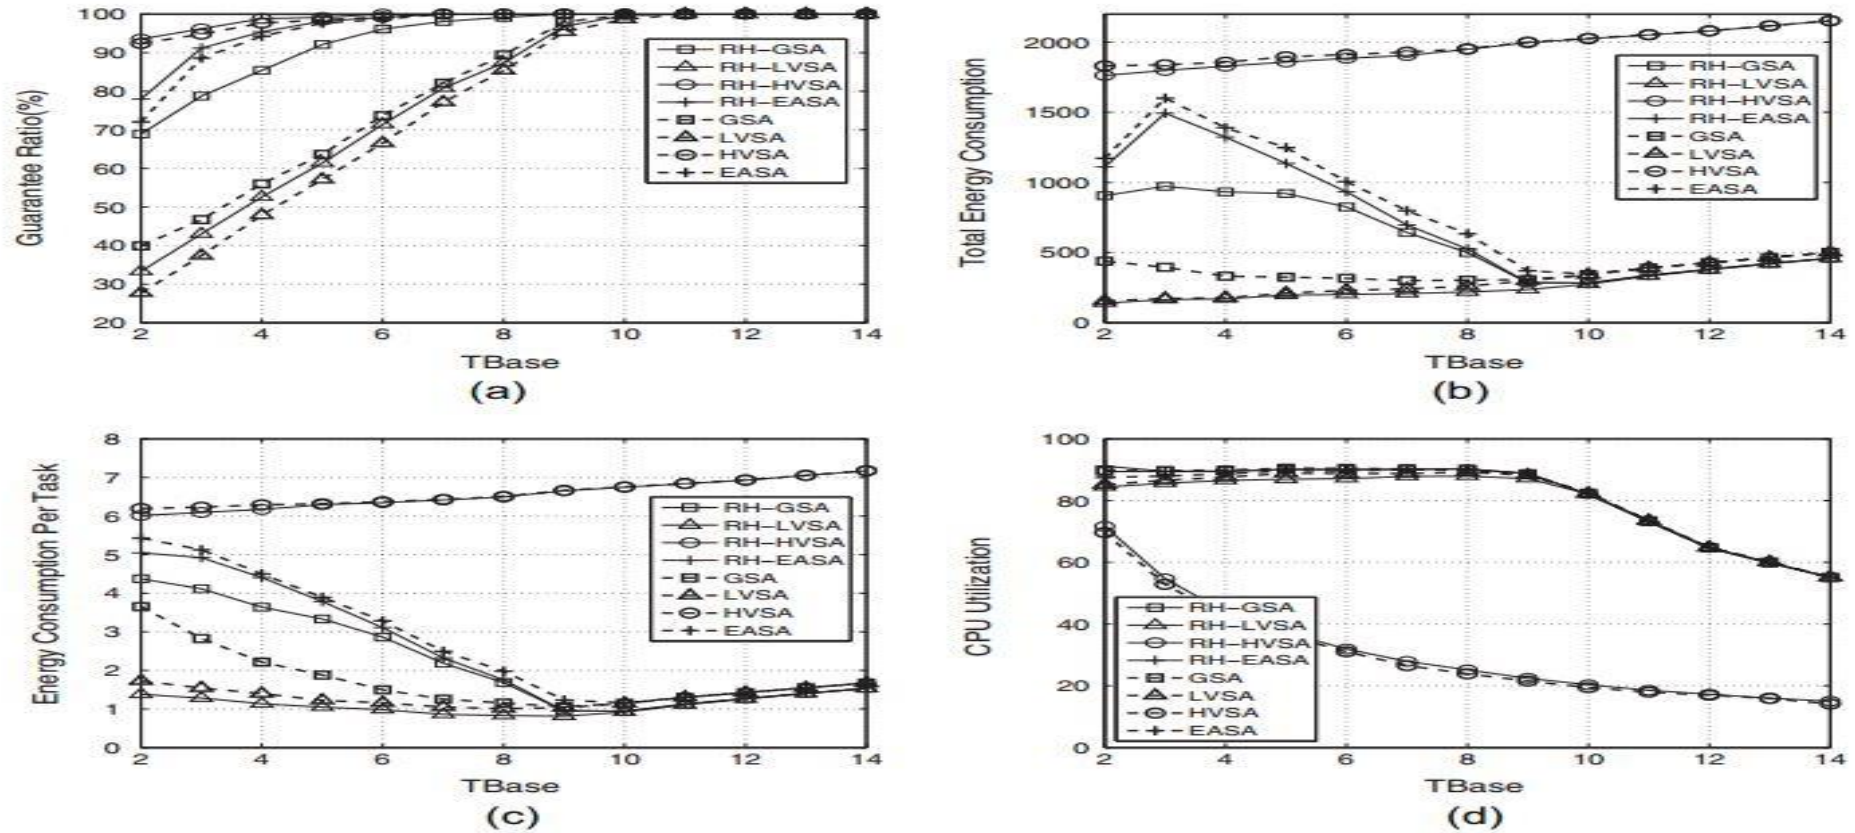 Guarantee Ratio(%)
100
90
80
70
60
50
40
30
20
2 4 6 8 10 12 14
TBase
(a)
RH-GSA
RH-LVSA
RH-HVSA
RH-EASA
GSA
LVSA
HVSA
EASA
Total Energy Consumption
2000
1500
1000
500
0
2 4 6 8 10 12 14
TBase
(b)
RH-GSA
RH-LVSA
RH-HVSA
RH-EASA
GSA
LVSA
HVSA
EASA
Energy Consumption Per Task
8
7
6
5
4
3
2
1
0
2 4 6 8 10 12 14
TBase
(c)
RH-GSA
RH-LVSA
RH-HVSA
RH-EASA
GSA
LVSA
HVSA
EASA
CPU Utilization
100
80
60
40
20
0
2 4 6 8 10 12 14
TBase
(d)
RH-GSA
RH-LVSA
RH-HVSA
RH-EASA
GSA
LVSA
HVSA
EASA